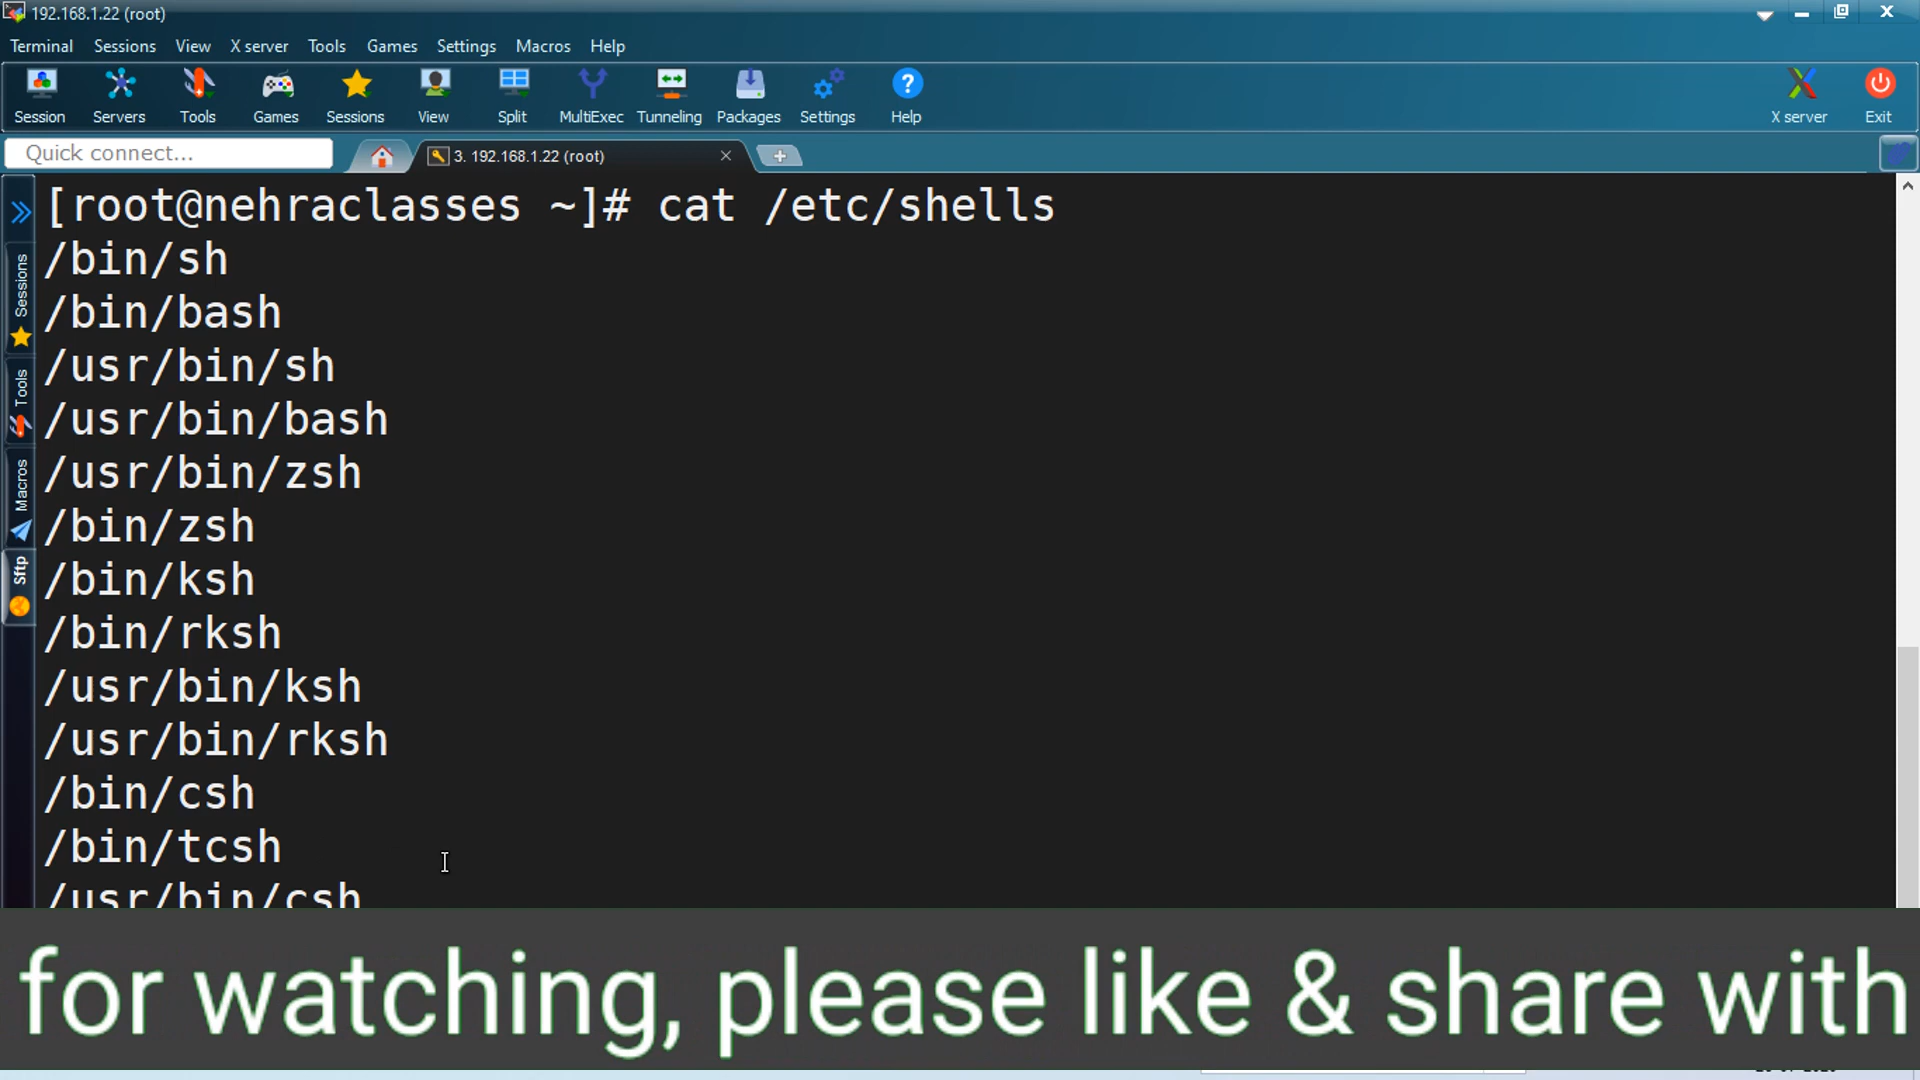 192.168.1.22 (root)
Terminal Sessions View X server Tools Games Settings Macros Help
Session Servers Tools Games Sessions View Split MultiExec Tunneling Packages Settings Help X server Exit
Quick connect... 3. 192.168.1.22 (root)
Sessions
Tools
Macros
Sftp
[root@nehraclasses ~]# cat /etc/shells
/bin/sh
/bin/bash
/usr/bin/sh
/usr/bin/bash
/usr/bin/zsh
/bin/zsh
/bin/ksh
/bin/rksh
/usr/bin/ksh
/usr/bin/rksh
/bin/csh
/bin/tcsh
/usr/bin/csh
for watching, please like & share with